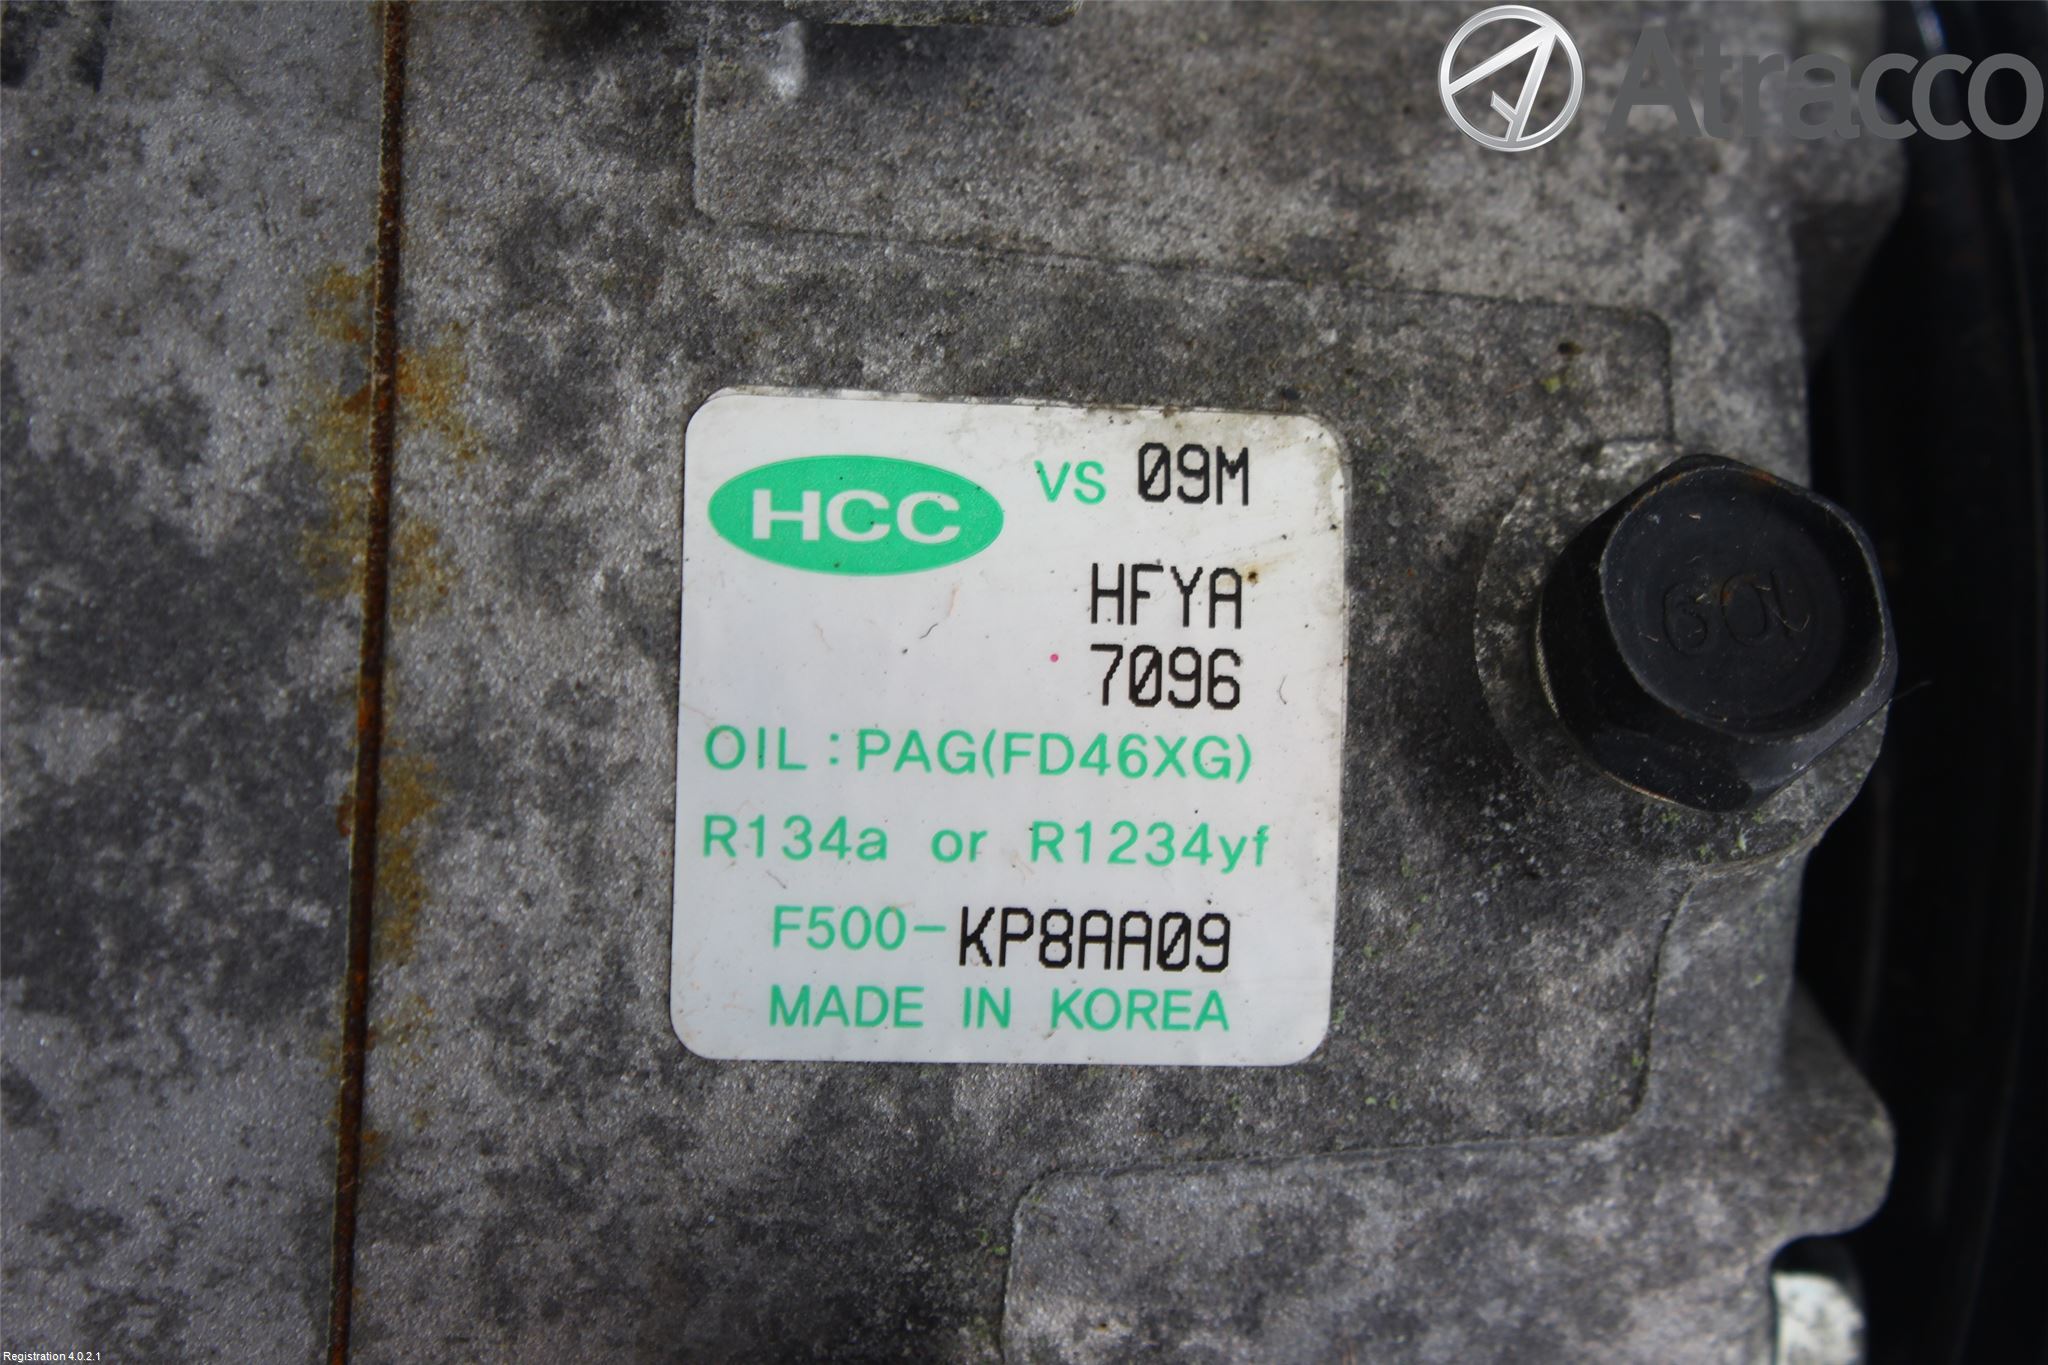 Atracco
HCC VS 09M
HFYA
7096
OIL : PAG(FD46XG)
R134a or R1234yf
F500-KP8AA09
MADE IN KOREA
Registration 4.0.2.1